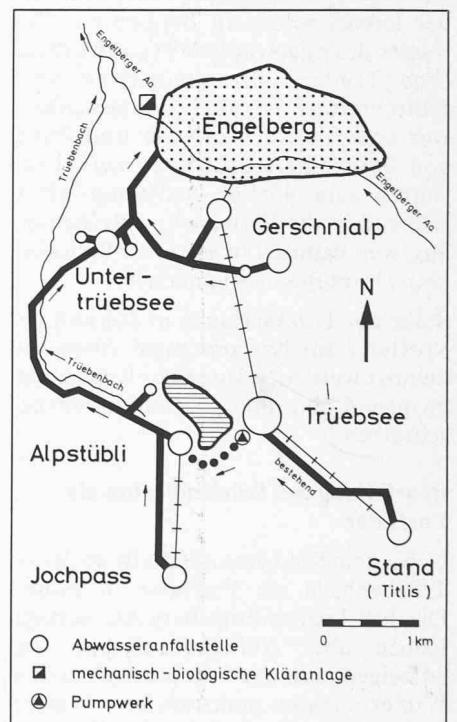 Engelberger Aa
Trüebenbach
Engelberg
Engelberger Aa
Gerschnialp
Unter
trüebsee
N
Trüebenbach
Trüebsee
Alpstübli
bestehend
Jochpass
Stand
(Titlis)
0 1km
Abwasseranfallstelle
mechanisch-biologische Kläranlage
Pumpwerk